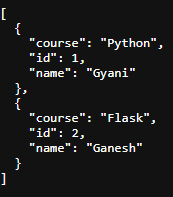 [
  {
    "course": "Python",
    "id": 1,
    "name": "Gyani"
  },
  {
    "course": "Flask",
    "id": 2,
    "name": "Ganesh"
  }
]